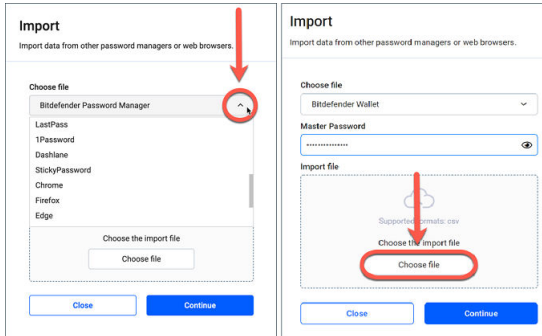 Import
Import data from other password managers or web browsers.
Choose file
Bitdefender Password Manager
LastPass
1Password
Dashlane
StickyPassword
Chrome
Firefox
Edge
Choose the import file
Choose file
Close
Continue
Import
Import data from other password managers or web browsers.
Choose file
Bitdefender Wallet
Master Password
Import file
Supported formats: csv
Choose the import file
Choose file
Close
Continue